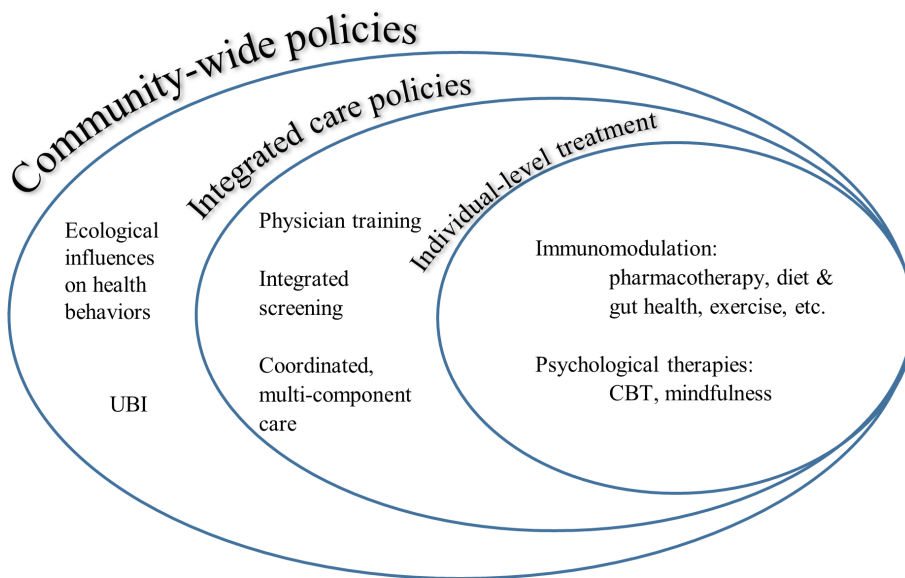 Community-wide policies
Integrated care policies
Individual-level treatment
Ecological
influences
on health
behaviors
UBI
Physician training
Integrated
screening
Coordinated,
multi-component
care
Immunomodulation:
pharmacotherapy, diet &
gut health, exercise, etc.
Psychological therapies:
CBT, mindfulness